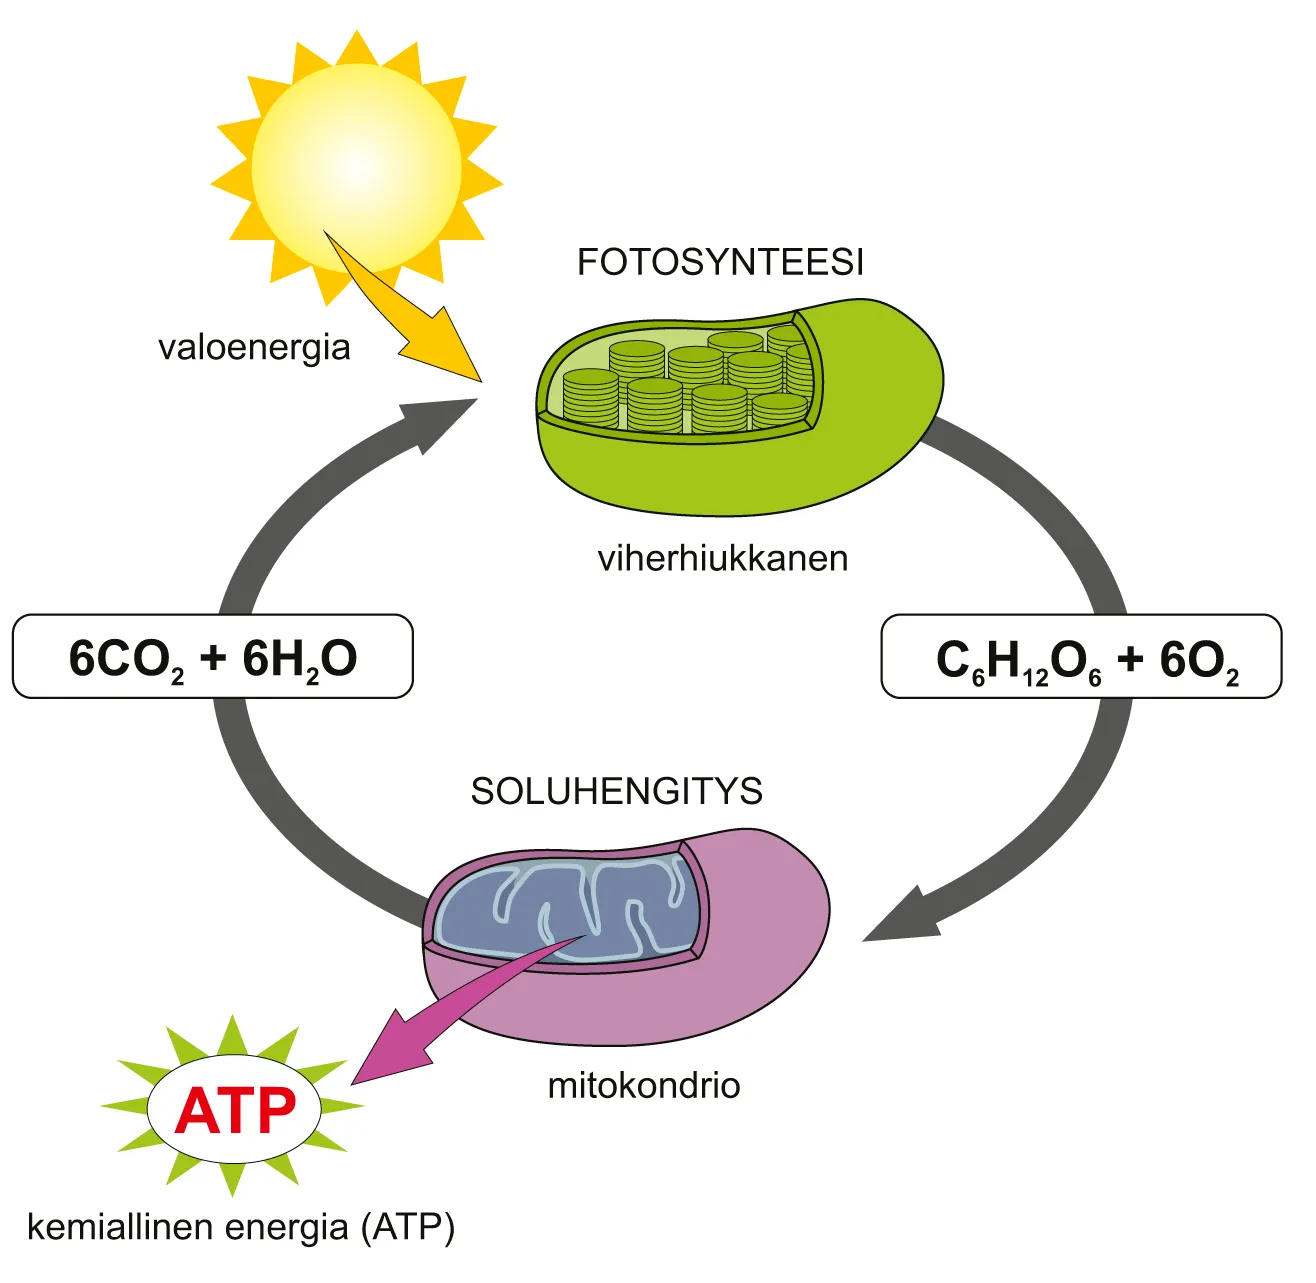 FOTOSYNTEESI
valoenergia
viherhiukkanen
6CO₂ + 6H₂O
C₆H₁₂O₆ + 6O₂
SOLUHENGITYS
mitokondrio
ATP
kemiallinen energia (ATP)